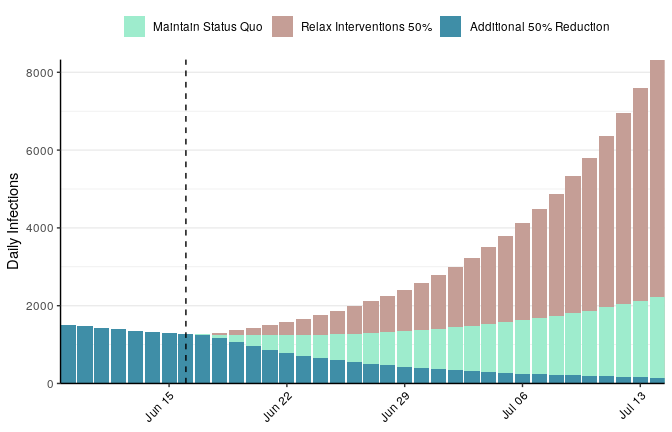 Maintain Status Quo Relax Interventions 50% Additional 50% Reduction
Daily Infections
8000
6000
4000
2000
0
Jun 15 Jun 22 Jun 29 Jul 06 Jul 13